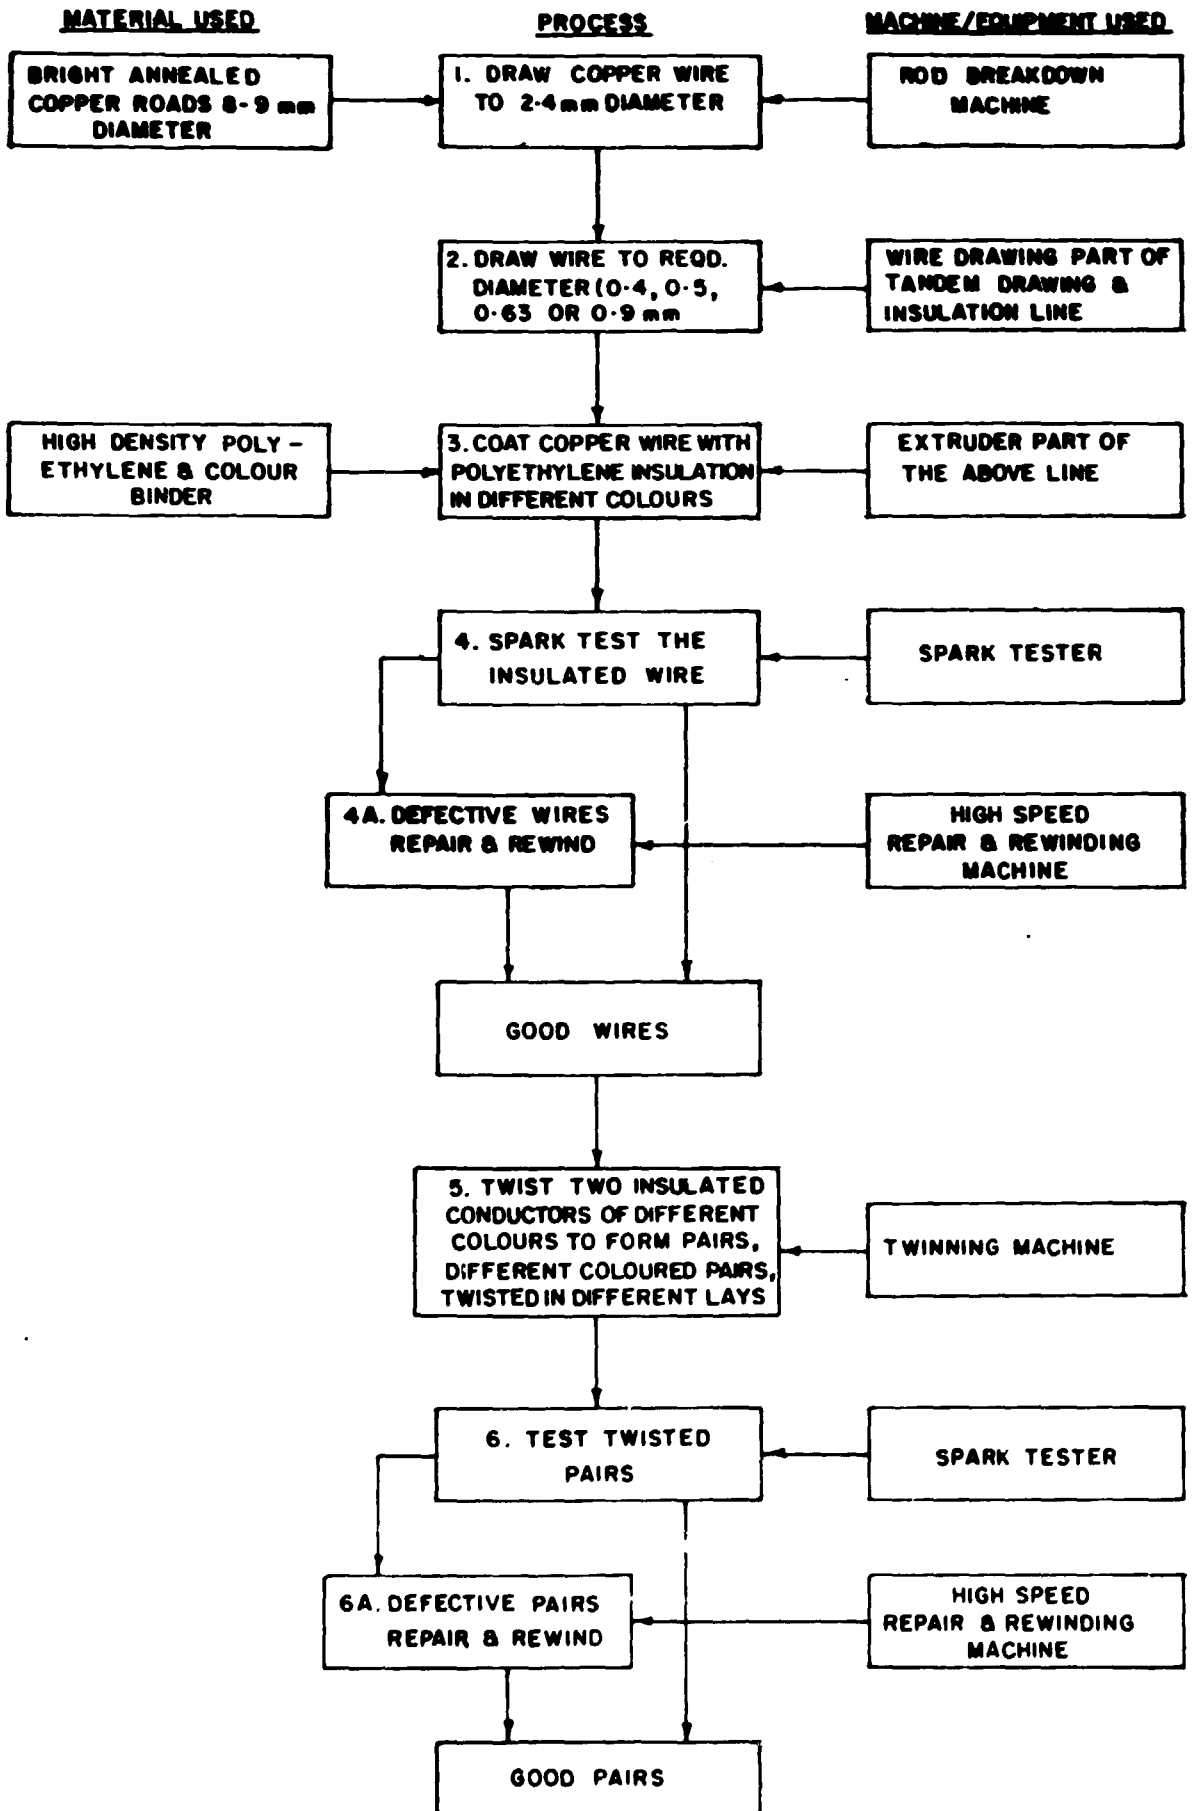 MATERIAL USED
PROCESS
MACHINE/EQUIPMENT USED
BRIGHT ANNEALED
COPPER ROADS 8-9 mm
DIAMETER
1. DRAW COPPER WIRE
TO 2·4mm DIAMETER
ROD BREAKDOWN
MACHINE
2. DRAW WIRE TO REQD.
DIAMETER (0·4, 0·5,
0·63 OR 0·9 mm
WIRE DRAWING PART OF
TANDEM DRAWING &
INSULATION LINE
HIGH DENSITY POLY-
ETHYLENE & COLOUR
BINDER
3. COAT COPPER WIRE WITH
POLYETHYLENE INSULATION
IN DIFFERENT COLOURS
EXTRUDER PART OF
THE ABOVE LINE
4. SPARK TEST THE
INSULATED WIRE
SPARK TESTER
4A. DEFECTIVE WIRES
REPAIR & REWIND
HIGH SPEED
REPAIR & REWINDING
MACHINE
GOOD WIRES
5. TWIST TWO INSULATED
CONDUCTORS OF DIFFERENT
COLOURS TO FORM PAIRS,
DIFFERENT COLOURED PAIRS,
TWISTED IN DIFFERENT LAYS
TWINNING MACHINE
6. TEST TWISTED
PAIRS
SPARK TESTER
6A. DEFECTIVE PAIRS
REPAIR & REWIND
HIGH SPEED
REPAIR & REWINDING
MACHINE
GOOD PAIRS